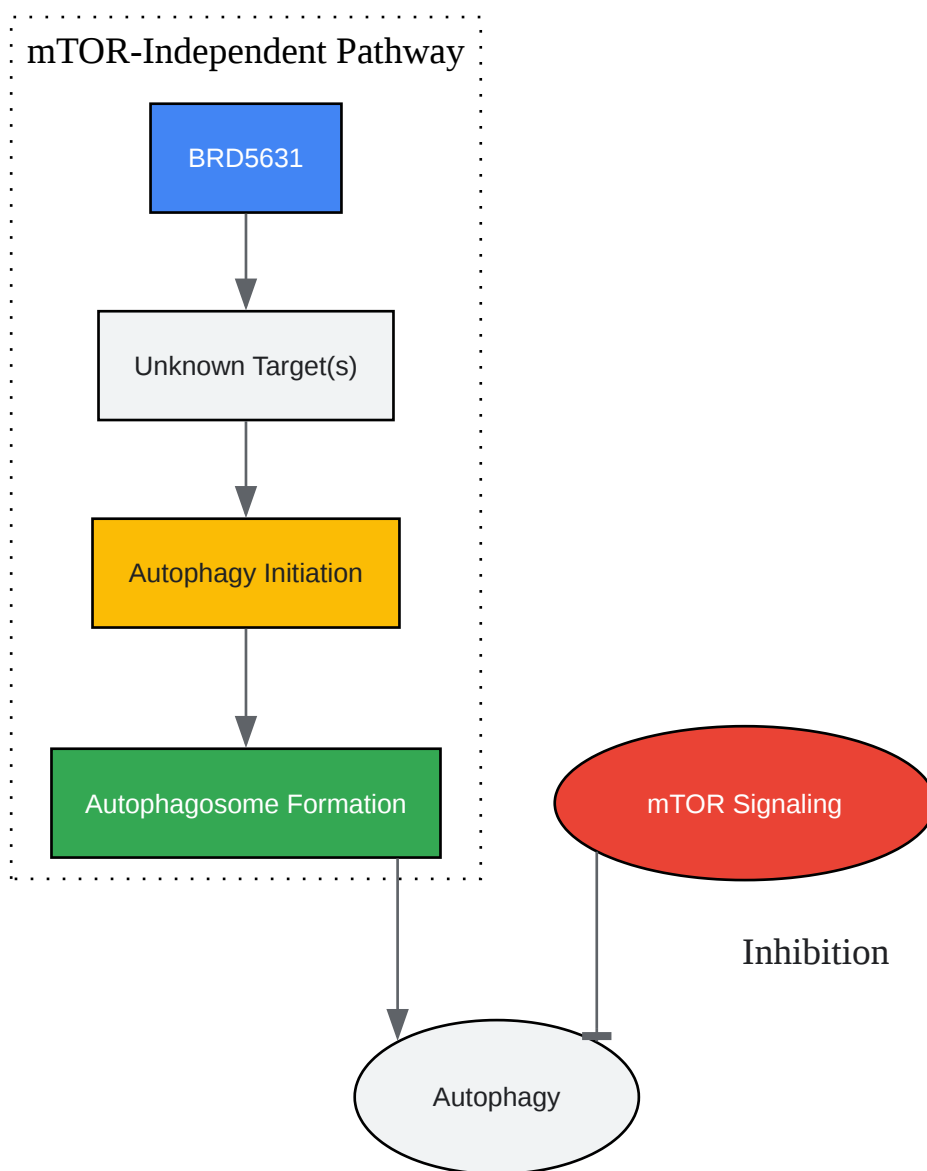 mTOR-Independent Pathway
BRD5631
Unknown Target(s)
Autophagy Initiation
Autophagosome Formation
mTOR Signaling
Inhibition
Autophagy